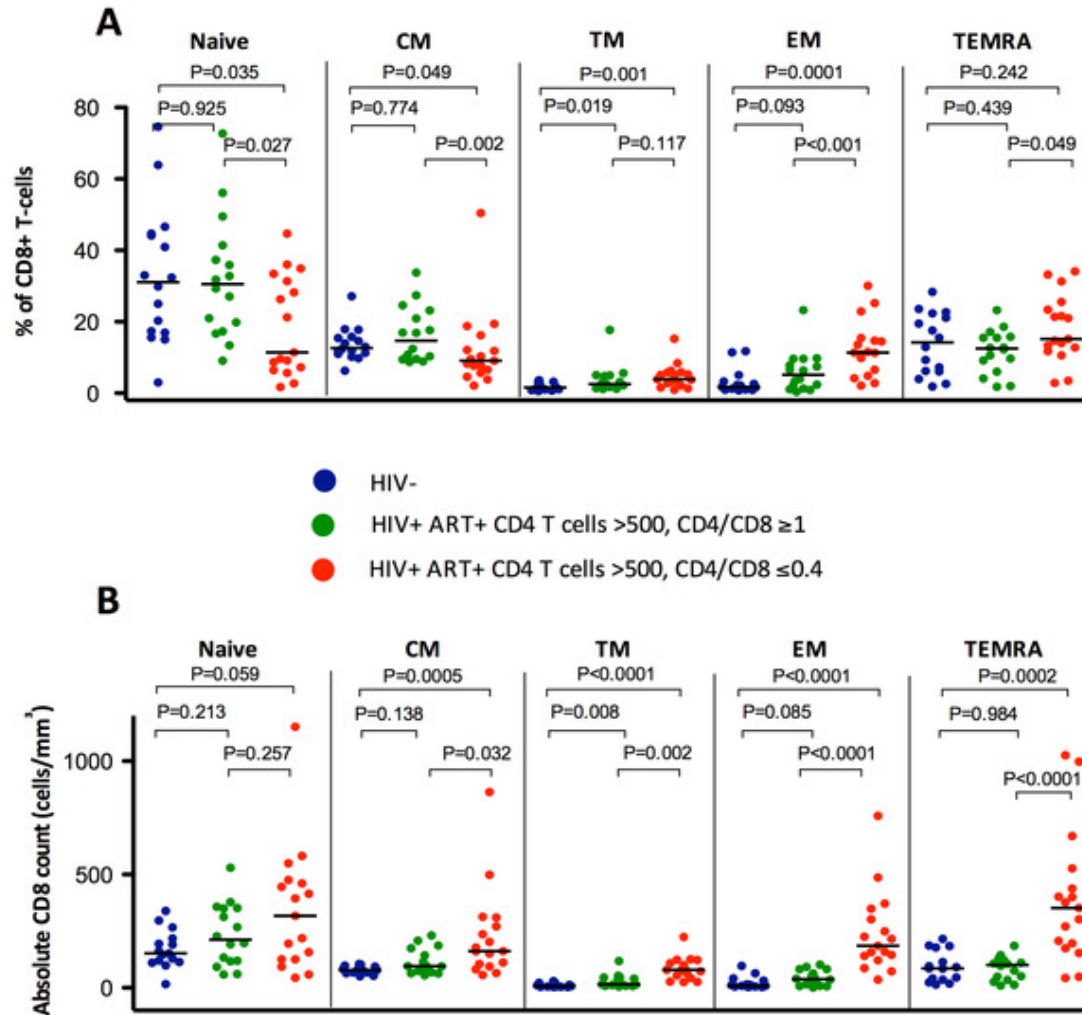 A
Naive CM TM EM TEMRA
P=0.035 P=0.049 P=0.001 P=0.0001 P=0.242
P=0.925 P=0.774 P=0.019 P=0.093 P=0.439
P=0.027 P=0.002 P=0.117 P<0.001 P=0.049
% of CD8+ T-cells
80
60
40
20
0
HIV-
HIV+ ART+ CD4 T cells >500, CD4/CD8 ≥1
HIV+ ART+ CD4 T cells >500, CD4/CD8 ≤0.4
B
Naive CM TM EM TEMRA
P=0.059 P=0.0005 P<0.0001 P<0.0001 P=0.0002
P=0.213 P=0.138 P=0.008 P=0.085 P=0.984
P=0.257 P=0.032 P=0.002 P<0.0001 P<0.0001
Absolute CD8 count (cells/mm³)
1000
500
0